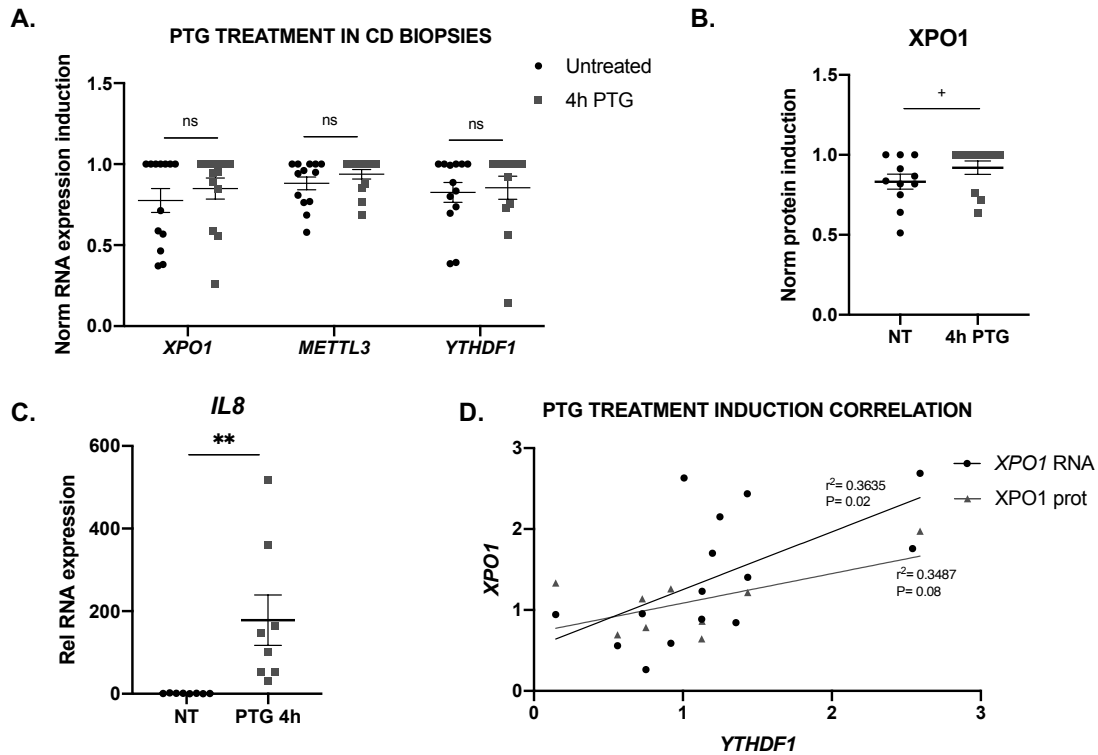 A.
PTG TREATMENT IN CD BIOPSIES
Untreated
4h PTG
Norm RNA expression induction
1.5
1.0
0.5
0.0
ns
ns
ns
XPO1
METTL3
YTHDF1
B.
XPO1
Norm protein induction
1.5
1.0
0.5
0.0
+
NT
4h PTG
C.
IL8
**
Rel RNA expression
600
400
200
0
NT
PTG 4h
D.
PTG TREATMENT INDUCTION CORRELATION
XPO1
3
2
1
0
r²= 0.3635
P= 0.02
r²= 0.3487
P= 0.08
XPO1 RNA
XPO1 prot
0
1
2
3
YTHDF1